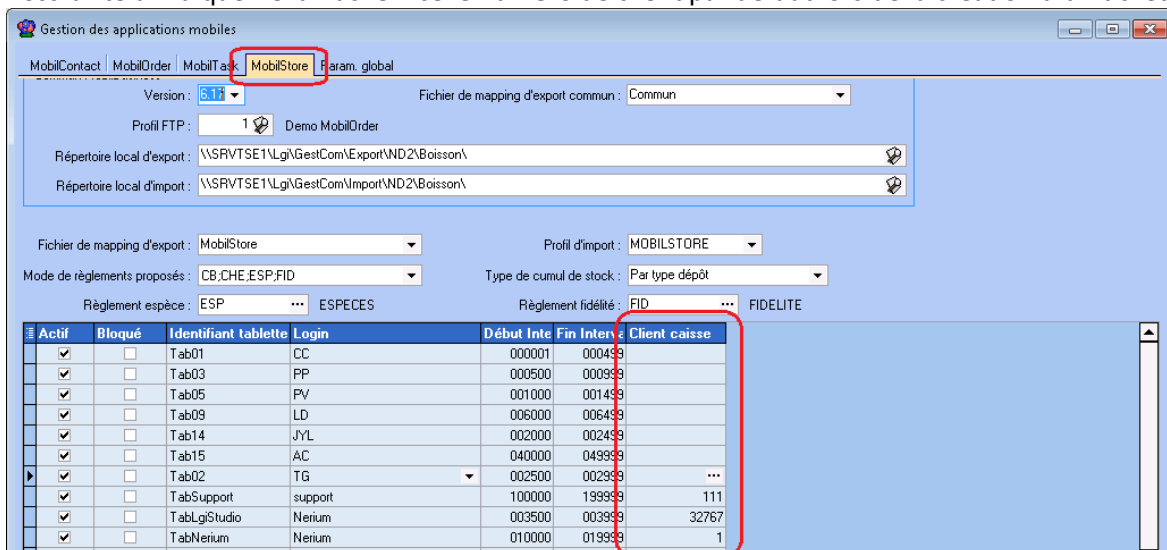 Gestion des applications mobiles
MobilContact MobilOrder MobilTask MobilStore Param. global
Version : 6.17 Fichier de mapping d'export commun : Commun
Profil FTP : 1 Demo MobilOrder
Répertoire local d'export : \\SRVTSE1\Lgi\GestCom\Export\ND2\Boisson\
Répertoire local d'import : \\SRVTSE1\Lgi\GestCom\Import\ND2\Boisson\
Fichier de mapping d'export : MobilStore Profil d'import : MOBILSTORE
Mode de règlements proposés : CB;CHE;ESP;FID Type de cumul de stock : Par type dépôt
Règlement espèce : ESP ... ESPECES Règlement fidélité : FID ... FIDELITE
Actif Bloqué Identifiant tablette Login Début Inte Fin Interva Client caisse
Tab01 CC 000001 000499
Tab03 PP 000500 000999
Tab05 PV 001000 001499
Tab09 LD 006000 006499
Tab14 JYL 002000 002499
Tab15 AC 040000 049999
Tab02 TG 002500 002999 ...
TabSupport support 100000 199999 111
TabLgiStudio Nerium 003500 003999 32767
TabNerium Nerium 010000 019999 1